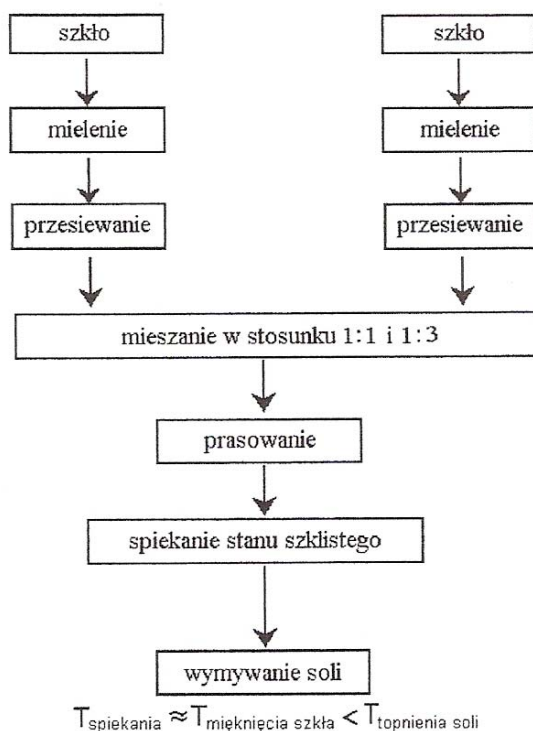 szkło szkło
mielenie mielenie
przesiewanie przesiewanie
mieszanie w stosunku 1:1 i 1:3
prasowanie
spiekanie stanu szklistego
wymywanie soli
Tspiekania ≈ Tmięknięcia szkła < Ttopnienia soli